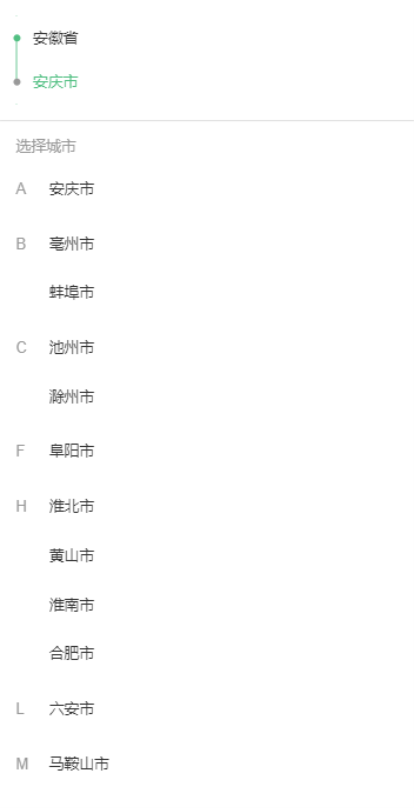 安徽省
安庆市
选择城市
A 安庆市
B 亳州市
蚌埠市
C 池州市
滁州市
F 阜阳市
H 淮北市
黄山市
淮南市
合肥市
L 六安市
M 马鞍山市